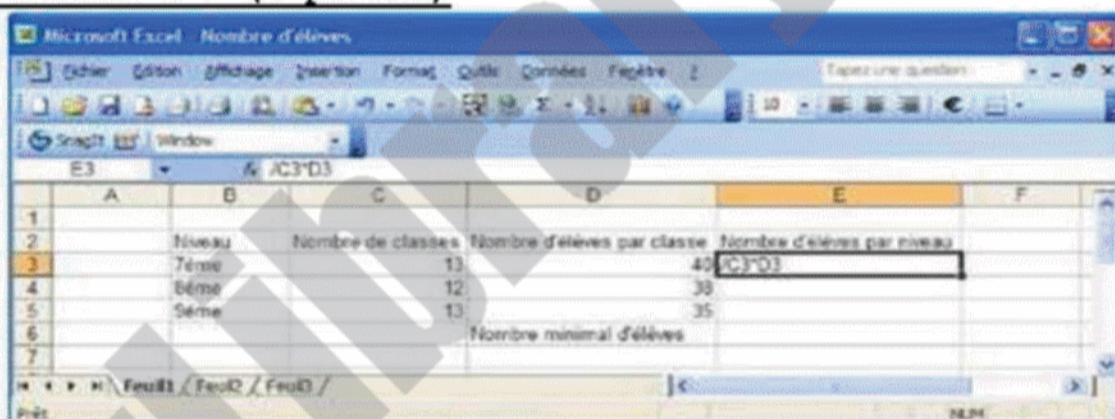 Microsoft Excel - Nombre d'élèves
Fichier Edition Affichage Insertion Format Outils Données Fenêtre ? Tapez une question
10
SnagIt Window
E3 fx /C3*D3
A B C D E F
1
2 Niveau Nombre de classes Nombre d'élèves par classe Nombre d'élèves par niveau
3 7ème 13 40 /C3*D3
4 8ème 12 38
5 9ème 13 35
6 Nombre minimal d'élèves
7
Feuil1 / Feuil2 / Feuil3 /
Prêt NUM